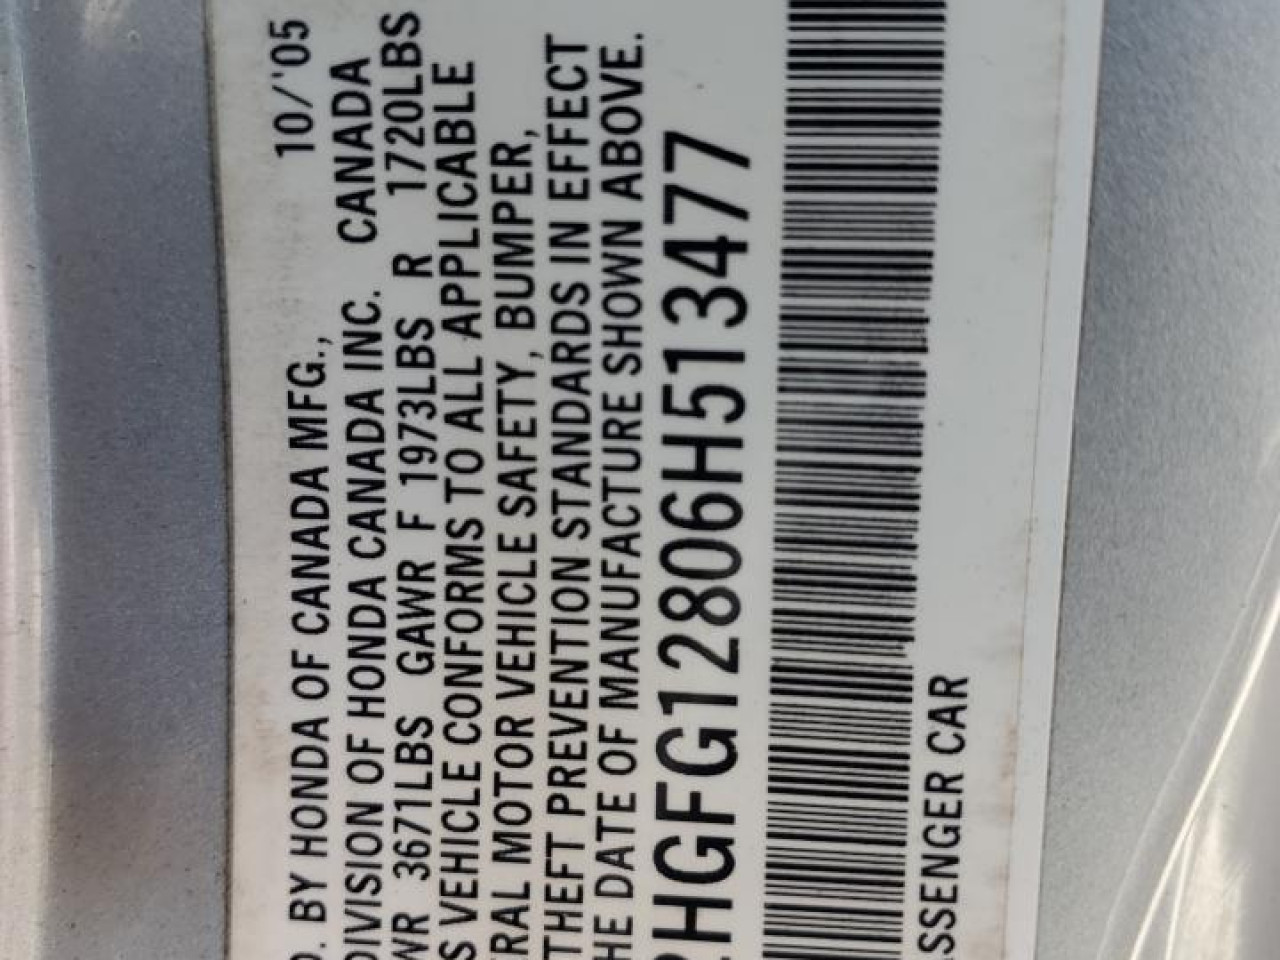 D. BY HONDA OF CANADA MFG., 10/'05
DIVISION OF HONDA CANADA INC. CANADA
WR 3671LBS GAWR F 1973LBS R 1720LBS
S VEHICLE CONFORMS TO ALL APPLICABLE
RAL MOTOR VEHICLE SAFETY, BUMPER,
THEFT PREVENTION STANDARDS IN EFFECT
HE DATE OF MANUFACTURE SHOWN ABOVE.
2HGFG12806H513477
ASSENGER CAR